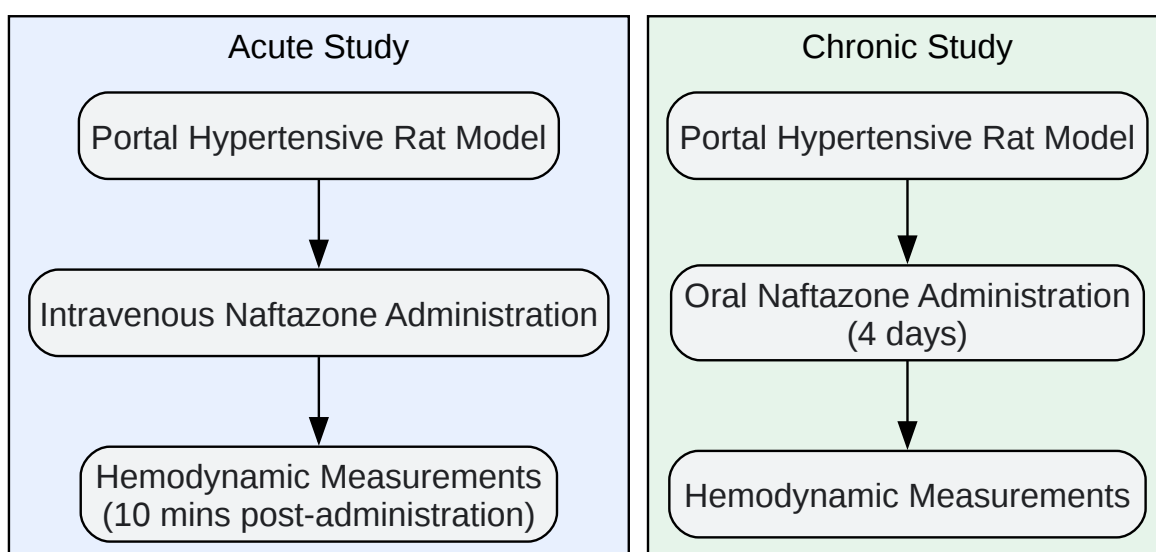 Acute Study
Portal Hypertensive Rat Model
Intravenous Naftazone Administration
Hemodynamic Measurements
(10 mins post-administration)
Chronic Study
Portal Hypertensive Rat Model
Oral Naftazone Administration
(4 days)
Hemodynamic Measurements